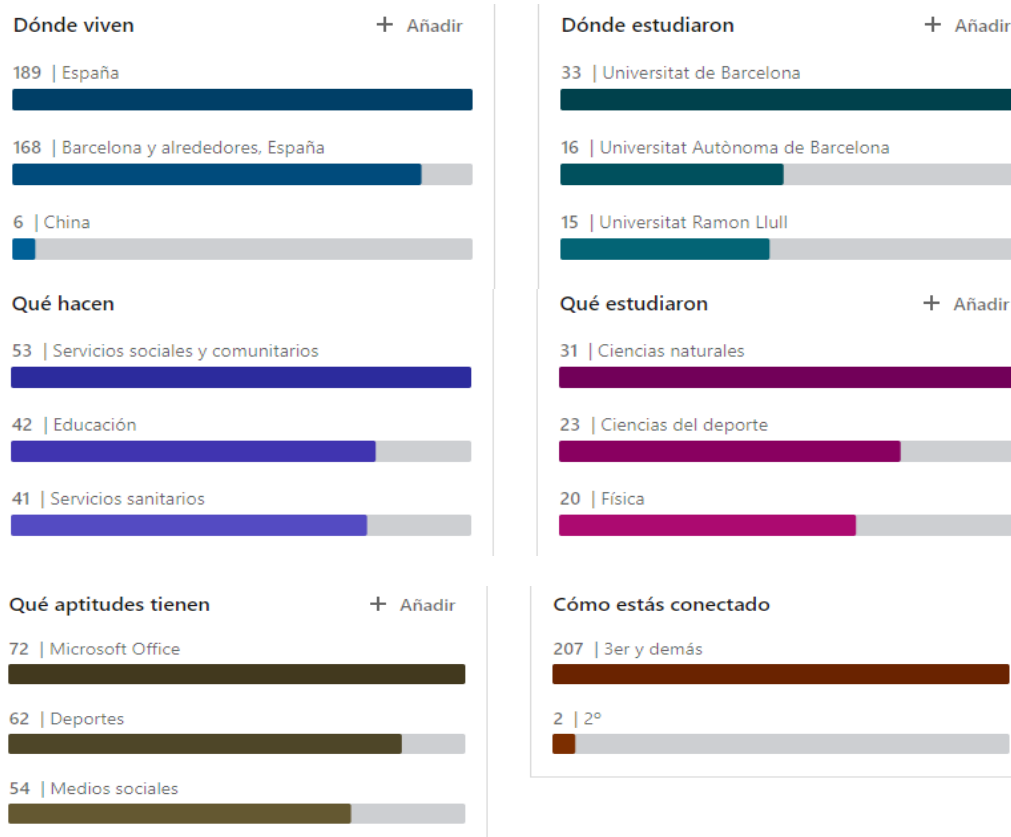 Dónde viven
+ Añadir
189 | España
168 | Barcelona y alrededores, España
6 | China
Dónde estudiaron
+ Añadir
33 | Universitat de Barcelona
16 | Universitat Autònoma de Barcelona
15 | Universitat Ramon Llull
Qué hacen
53 | Servicios sociales y comunitarios
42 | Educación
41 | Servicios sanitarios
Qué estudiaron
+ Añadir
31 | Ciencias naturales
23 | Ciencias del deporte
20 | Física
Qué aptitudes tienen
+ Añadir
72 | Microsoft Office
62 | Deportes
54 | Medios sociales
Cómo estás conectado
207 | 3er y demás
2 | 2º